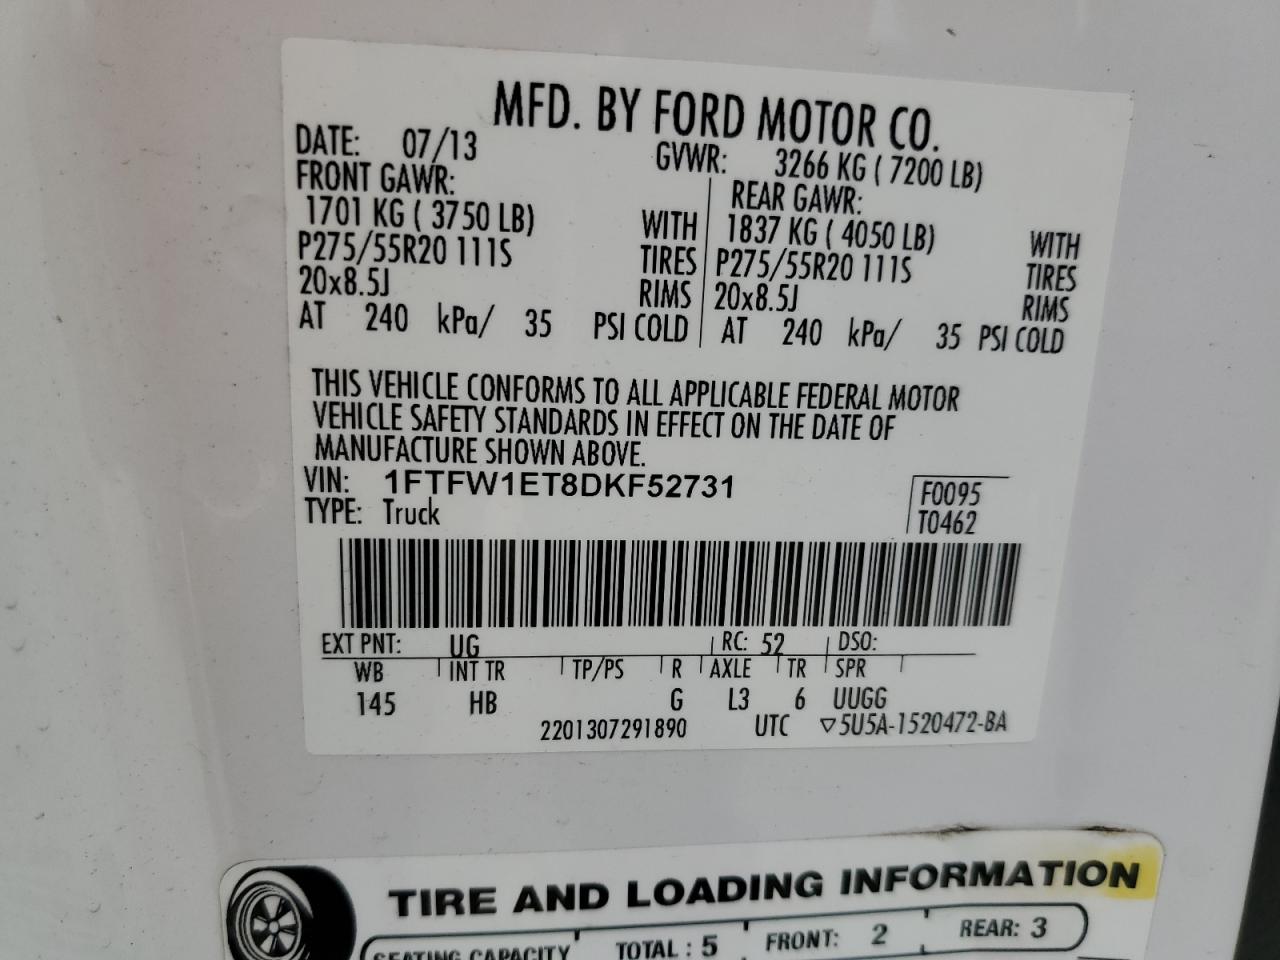 MFD. BY FORD MOTOR CO.
DATE: 07/13 GVWR: 3266 KG ( 7200 LB)
FRONT GAWR: REAR GAWR:
1701 KG ( 3750 LB) WITH 1837 KG ( 4050 LB) WITH
P275/55R20 111S TIRES P275/55R20 111S TIRES
20x8.5J RIMS 20x8.5J RIMS
AT 240 kPa/ 35 PSI COLD AT 240 kPa/ 35 PSI COLD
THIS VEHICLE CONFORMS TO ALL APPLICABLE FEDERAL MOTOR
VEHICLE SAFETY STANDARDS IN EFFECT ON THE DATE OF
MANUFACTURE SHOWN ABOVE.
VIN: 1FTFW1ET8DKF52731 F0095
TYPE: Truck T0462
EXT PNT: UG RC: 52 DSO:
WB INT TR TP/PS R AXLE TR SPR
145 HB G L3 6 UUGG
2201307291890 UTC ▽5U5A-1520472-BA
TIRE AND LOADING INFORMATION
SEATING CAPACITY TOTAL : 5 FRONT: 2 REAR: 3